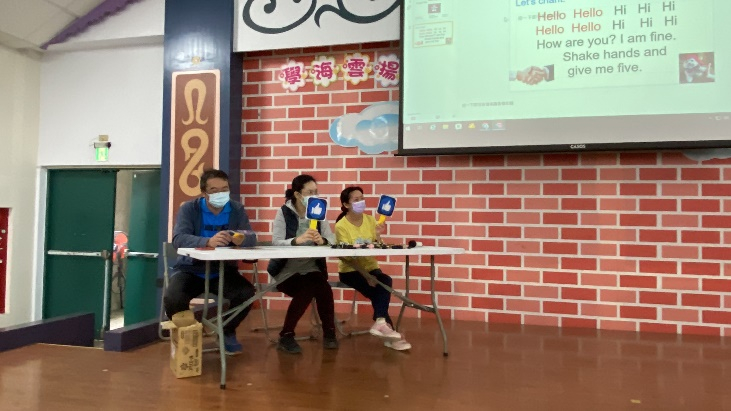 學海雲揚
Let's chant.
Hello Hello Hi Hi Hi
Hello Hello Hi Hi Hi
How are you? I am fine.
Shake hands and
give me five.